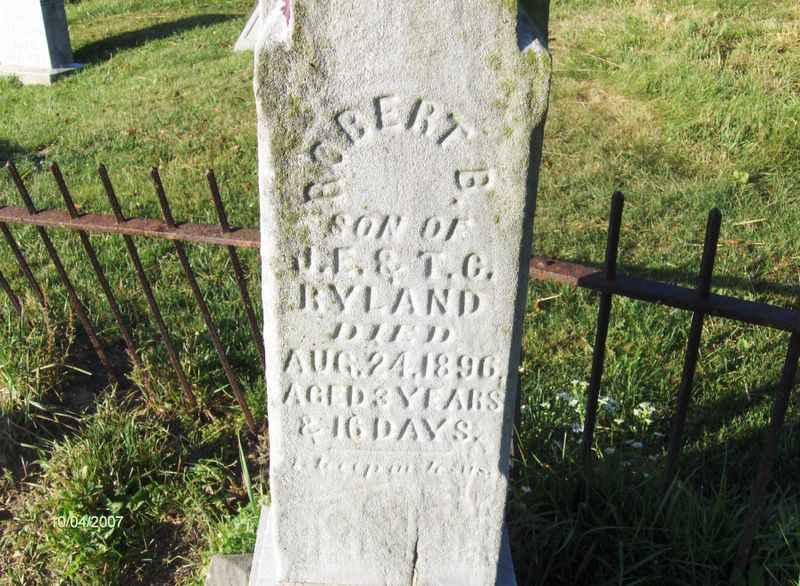 ROBERT B.
SON OF
& T. C.
RYLAND
DIED
AUG. 24, 1896,
AGED 3 YEARS
& 16 DAYS.
10/04/2007